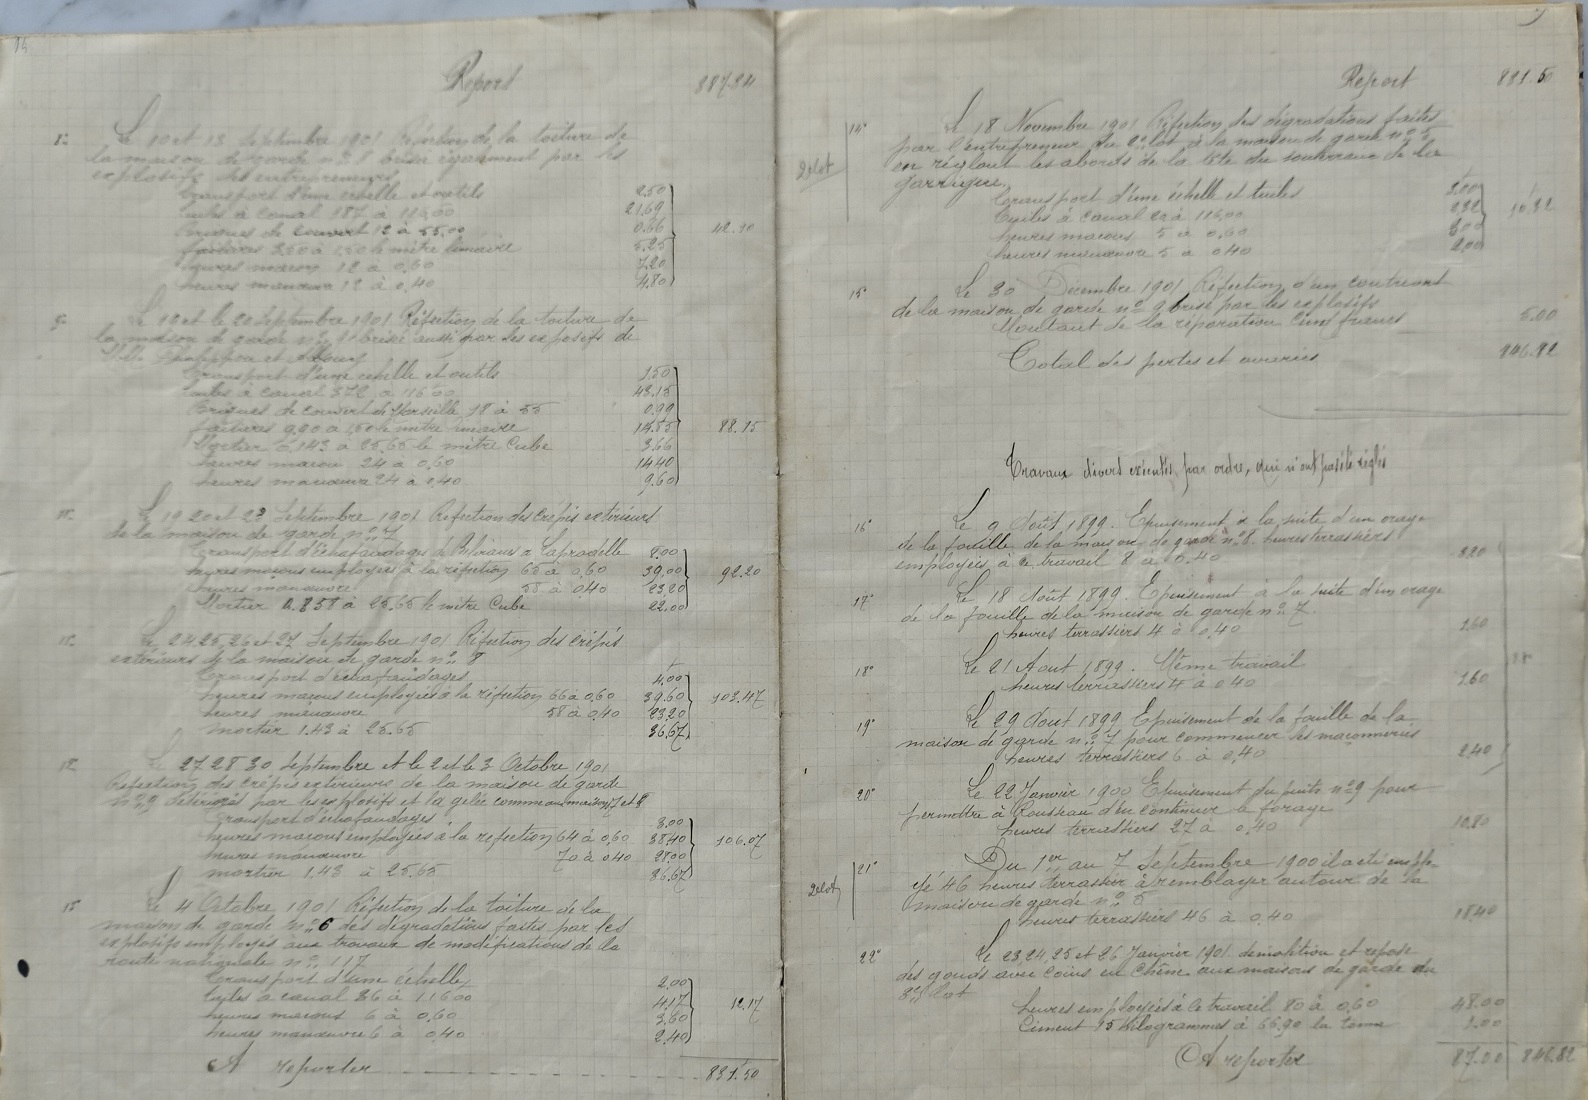 Report 887.84
8° Le 10 et 13 Septembre 1901 Réfection de la toiture de
la maison de garde n° 8 brisée également par les
explosifs des entrepreneurs
Transport d'une échelle et outils 2.50
Tuiles à canal 187 à 116,00 21.69
Briques de couvert 12 à 55,00 0.66 42.10
faitières 3,50 à 1,50 le mètre linéaire 5.25
heures maçon 12 à 0,60 7.20
heures manœuvre 12 à 0,40 4.80
9° Le 19 et le 20 Septembre 1901 Réfection de la toiture de
la maison de garde n° 9 brisée aussi par les explosifs de
et
Transport d'une échelle et outils 1.50
Tuiles à canal 372 à 116.00 43.15
Briques de couvert de Marseille 18 à 55 0.99
faitières 9,90 à 1,50 le mètre linéaire 14.85 88.15
Mortier 0.143 à 25,65 le mètre Cube 3.66
heures maçon 24 à 0,60 14.40
heures manœuvre 24 à 0,40 9.60
10° Le 19 20 et 23 Septembre 1901 Réfection des crépis extérieurs
de la maison de garde n° 7
Transport d'échafaudages de à Lapradelle 8.00
heures maçons employées à la réfection 65 à 0,60 39.00 92.20
heures manœuvre 58 à 0,40 23.20
Mortier 0.858 à 25.65 le mètre Cube 22.00
11° Le 24 25, 26 et 27 Septembre 1901 Réfection des crépis
extérieurs de la maison de garde n° 8
Transport d'échafaudages 4.00
heures maçons employées à la réfection 66 à 0,60 39.60 103.47
heures manœuvre 58 à 0,40 23.20
mortier 1.43 à 25.65 36.67
12° Le 27 28 30 Septembre et le 2 et le 3 Octobre 1901
Réfection des crépis extérieurs de la maison de garde
n° 9 détériorés par les explosifs et la gelée comme aux maisons 7 et 8
Transport d'échafaudages 3.00
heures maçons employées à la réfection 64 à 0,60 38.40 106.07
heures manœuvre 70 à 0,40 28.00
mortier 1.43 à 25.65 36.67
13 Le 4 Octobre 1901 Réfection de la toiture de la
maison de garde n° 6 des dégradations faites par les
explosifs employés aux travaux de modifications de la
route nationale n° 117
Transport d'une échelle 2.00
Tuiles à canal 36 à 116.00 4.17 12.17
heures maçons 6 à 0,60 3.60
heures manœuvre 6 à 0,40 2.40
A reporter 831.50
Report 831.50
14° Le 18 Novembre 1901 Réfection des dégradations faites
par l'entrepreneur du 2e lot à la maison de garde n° 5
2e lot
en réglant les abords de la tête du souterrain de la
Garrigue.
Transport d'une échelle et tuiles 3.00
Tuiles à canal 20 à 116,00 2.32 10.32
heures maçons 5 à 0,60 3.00
heures manœuvre 5 à 0,40 2.00
15° Le 30 Décembre 1901 Réfection d'un contrevent
de la maison de garde n° 9 brisé par les explosifs
Montant de la réparation Cinq francs 5.00
Total des pertes et avaries 846.82
Travaux divers exécutés par ordre, qui n'ont pas été réglés
16° Le 9 Août 1899. Epuisement à la suite d'un orage
de la fouille de la maison de garde n° 8. heures terrassiers
employées à ce travail 8 à 0.40 3.20
17° Le 18 Août 1899. Epuisement à la suite d'un orage
de la fouille de la maison de garde n° 7.
heures terrassiers 4 à 0,40 1.60
18° Le 21 Aout 1899. Même travail
heures terrassiers 4 à 0,40 1.60
19° Le 29 Aout 1899 Epuisement de la fouille de la
maison de garde n° 7 pour commencer les maçonneries
heures terrassiers 6 à 0,40 2.40
20° Le 22 Janvier 1900 Epuisement du puits n° 9 pour
permettre à Rousseau d'en continuer le forage
heures terrassiers 27 à 0,40 10.80
21° Du 1er au 7 Septembre 1900 il a été emplo-
2e lot
yé 46 heures terrassier à remblayer autour de la
maison de garde n° 5
heures terrassiers 46 à 0,40 18.40
22° Le 23 24, 25 et 26 Janvier 1901 démolition et repose
des gonds avec coins en chêne aux maisons de garde du
3e lot
heures employées à ce travail 80 à 0,60 48.00
Ciment 15 kilogrammes à 66,90 la tonne 1.00
A reporter 87.00 846.82